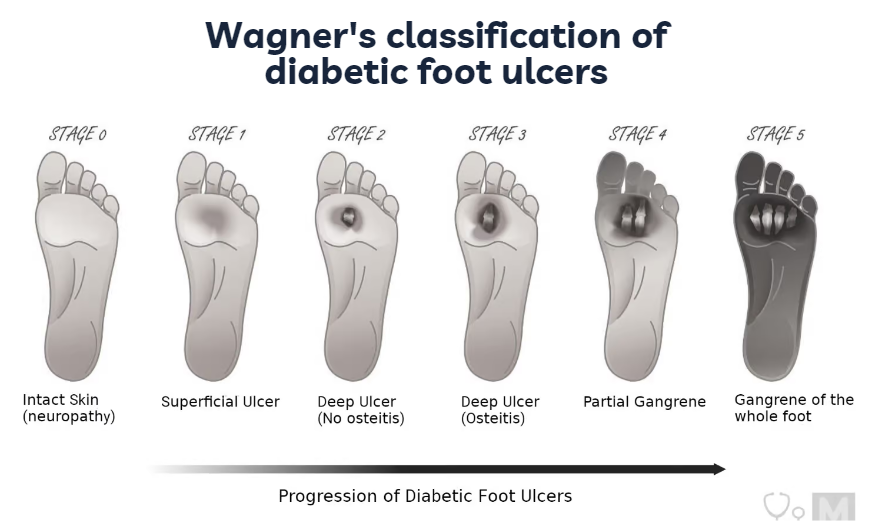 Wagner's classification of
diabetic foot ulcers
STAGE 0
STAGE 1
STAGE 2
STAGE 3
STAGE 4
STAGE 5
Intact Skin
(neuropathy)
Superficial Ulcer
Deep Ulcer
(No osteitis)
Deep Ulcer
(Osteitis)
Partial Gangrene
Gangrene of the
whole foot
Progression of Diabetic Foot Ulcers
M